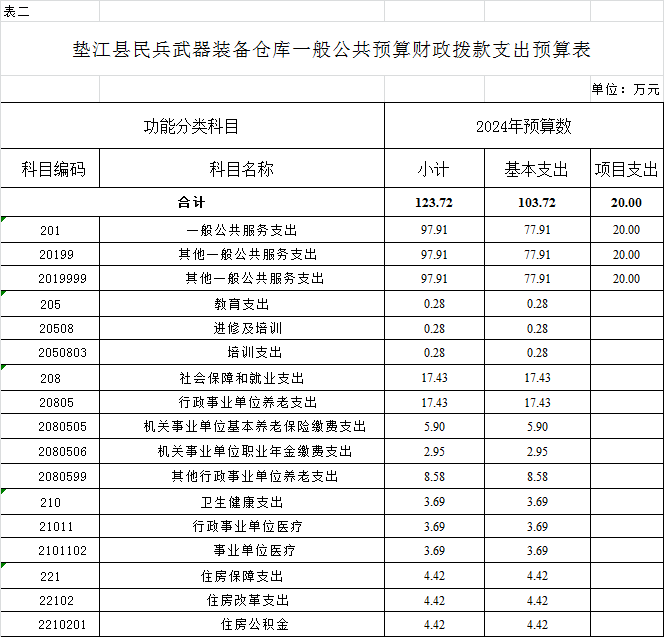 表二
垫江县民兵武器装备仓库一般公共预算财政拨款支出预算表
单位：万元
功能分类科目 2024年预算数
科目编码 科目名称 小计 基本支出 项目支出
合计 123.72 103.72 20.00
201 一般公共服务支出 97.91 77.91 20.00
20199 其他一般公共服务支出 97.91 77.91 20.00
2019999 其他一般公共服务支出 97.91 77.91 20.00
205 教育支出 0.28 0.28
20508 进修及培训 0.28 0.28
2050803 培训支出 0.28 0.28
208 社会保障和就业支出 17.43 17.43
20805 行政事业单位养老支出 17.43 17.43
2080505 机关事业单位基本养老保险缴费支出 5.90 5.90
2080506 机关事业单位职业年金缴费支出 2.95 2.95
2080599 其他行政事业单位养老支出 8.58 8.58
210 卫生健康支出 3.69 3.69
21011 行政事业单位医疗 3.69 3.69
2101102 事业单位医疗 3.69 3.69
221 住房保障支出 4.42 4.42
22102 住房改革支出 4.42 4.42
2210201 住房公积金 4.42 4.42